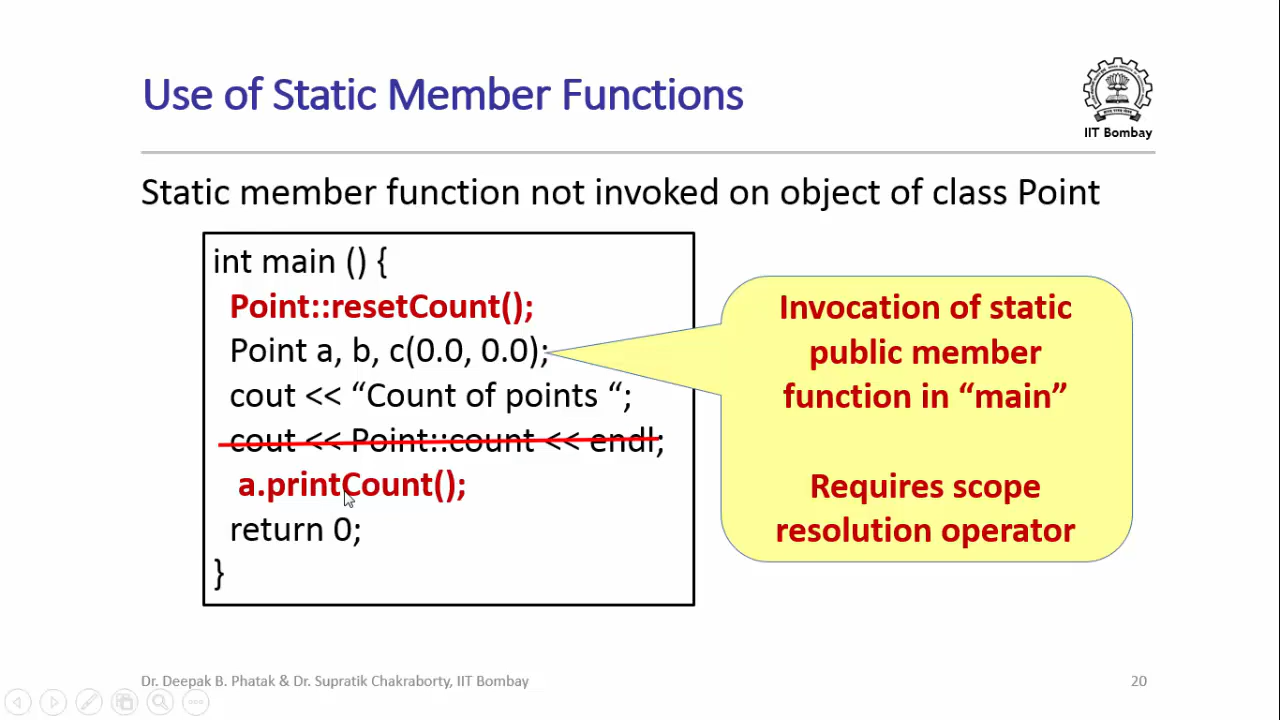 Use of Static Member Functions
IIT Bombay
Static member function not invoked on object of class Point
int main () {
Point::resetCount();
Point a, b, c(0.0, 0.0);
cout << “Count of points “;
cout << Point::count << endl;
a.printCount();
return 0;
}
Invocation of static
public member
function in “main”
Requires scope
resolution operator
Dr. Deepak B. Phatak & Dr. Supratik Chakraborty, IIT Bombay
20